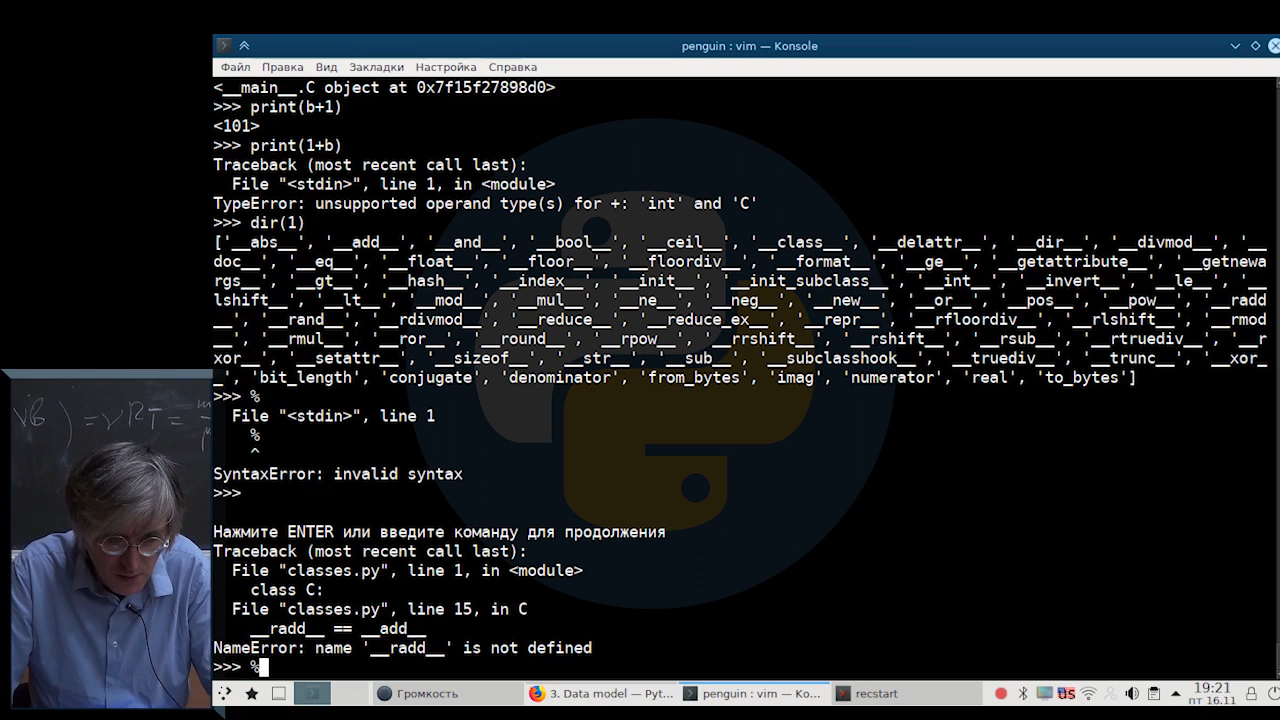 penguin : vim — Konsole
Файл Правка Вид Закладки Настройка Справка
<__main__.C object at 0x7f15f27898d0>
>>> print(b+1)
<101>
>>> print(1+b)
Traceback (most recent call last):
  File "<stdin>", line 1, in <module>
TypeError: unsupported operand type(s) for +: 'int' and 'C'
>>> dir(1)
['__abs__', '__add__', '__and__', '__bool__', '__ceil__', '__class__', '__delattr__', '__dir__', '__divmod__', '__
doc__', '__eq__', '__float__', '__floor__', '__floordiv__', '__format__', '__ge__', '__getattribute__', '__getnewa
rgs__', '__gt__', '__hash__', '__index__', '__init__', '__init_subclass__', '__int__', '__invert__', '__le__', '__
lshift__', '__lt__', '__mod__', '__mul__', '__ne__', '__neg__', '__new__', '__or__', '__pos__', '__pow__', '__radd
__', '__rand__', '__rdivmod__', '__reduce__', '__reduce_ex__', '__repr__', '__rfloordiv__', '__rlshift__', '__rmod
__', '__rmul__', '__ror__', '__round__', '__rpow__', '__rrshift__', '__rshift__', '__rsub__', '__rtruediv__', '__r
xor__', '__setattr__', '__sizeof__', '__str__', '__sub__', '__subclasshook__', '__truediv__', '__trunc__', '__xor_
_', 'bit_length', 'conjugate', 'denominator', 'from_bytes', 'imag', 'numerator', 'real', 'to_bytes']
>>> %
  File "<stdin>", line 1
    %
    ^
SyntaxError: invalid syntax
>>>
Нажмите ENTER или введите команду для продолжения
Traceback (most recent call last):
  File "classes.py", line 1, in <module>
    class C:
  File "classes.py", line 15, in C
    __radd__ == __add__
NameError: name '__radd__' is not defined
>>> %
) = νRT =
Громкость
3. Data model — Pyt...
penguin : vim — Ko...
recstart
us
19:21
пт 16.11